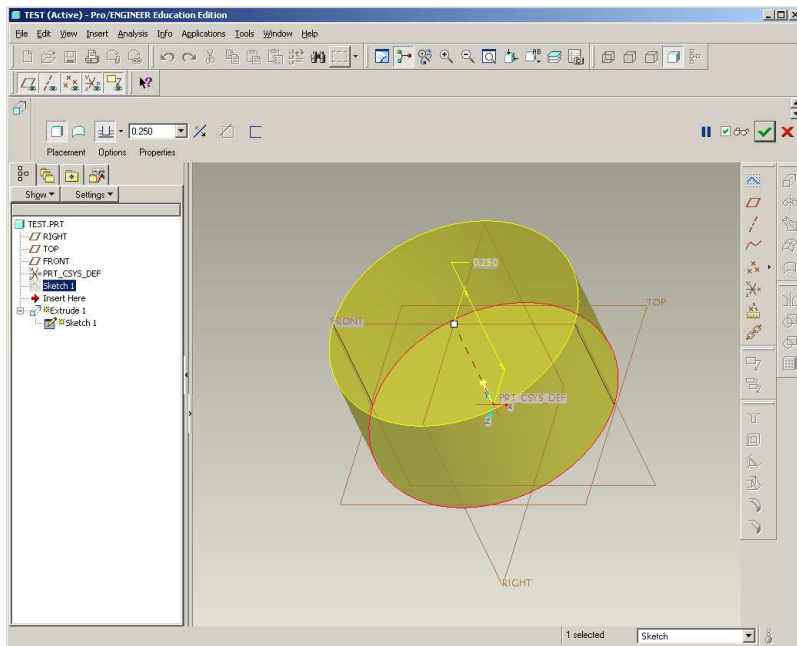 TEST (Active) - Pro/ENGINEER Education Edition
File Edit View Insert Analysis Info Applications Tools Window Help
0.250
Placement Options Properties
Show Settings
TEST.PRT
RIGHT
TOP
FRONT
PRT_CSYS_DEF
Sketch 1
Insert Here
Extrude 1
Sketch 1
0.250
TOP
FRONT
PRT_CSYS_DEF
Y
X
Z
RIGHT
1 selected Sketch